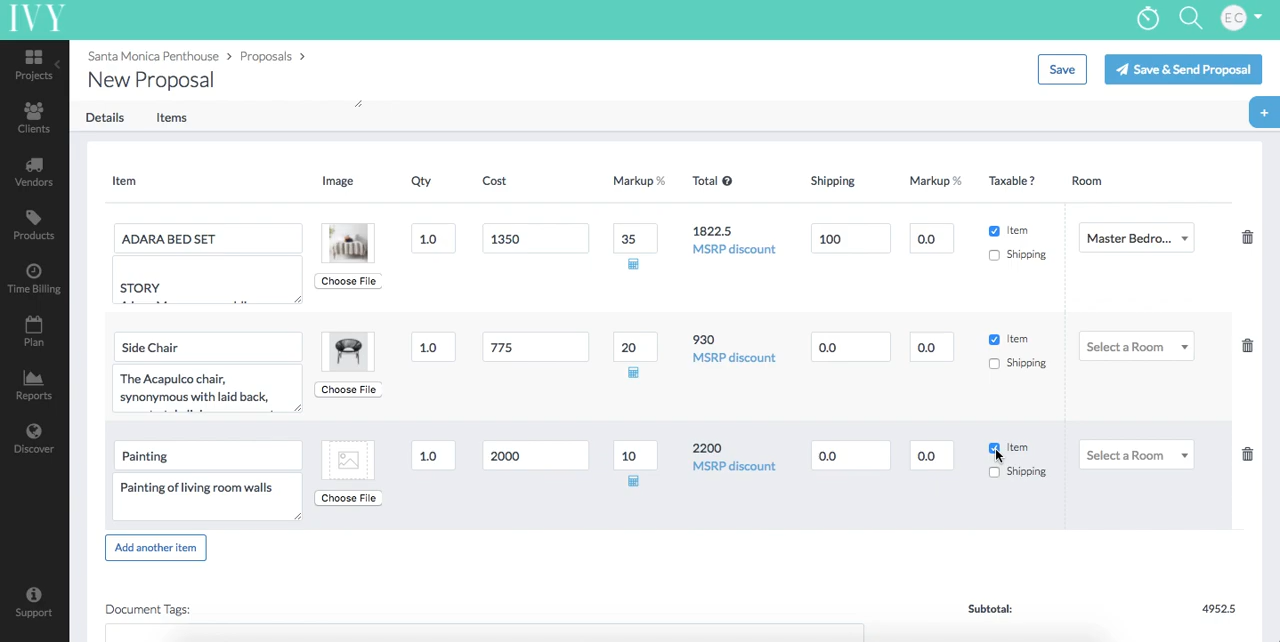 IVY
EC
Projects
Clients
Vendors
Products
Time Billing
Plan
Reports
Discover
Support
Santa Monica Penthouse > Proposals >
New Proposal
Save
Save & Send Proposal
+
Details Items
Item Image Qty Cost Markup % Total ? Shipping Markup % Taxable? Room
ADARA BED SET 1.0 1350 35 1822.5 100 0.0 Item Master Bedro...
MSRP discount Shipping
STORY
Choose File
Side Chair 1.0 775 20 930 0.0 0.0 Item Select a Room
MSRP discount Shipping
The Acapulco chair,
synonymous with laid back,
Choose File
Painting 1.0 2000 10 2200 0.0 0.0 Item Select a Room
MSRP discount Shipping
Painting of living room walls
Choose File
Add another item
Document Tags: Subtotal: 4952.5